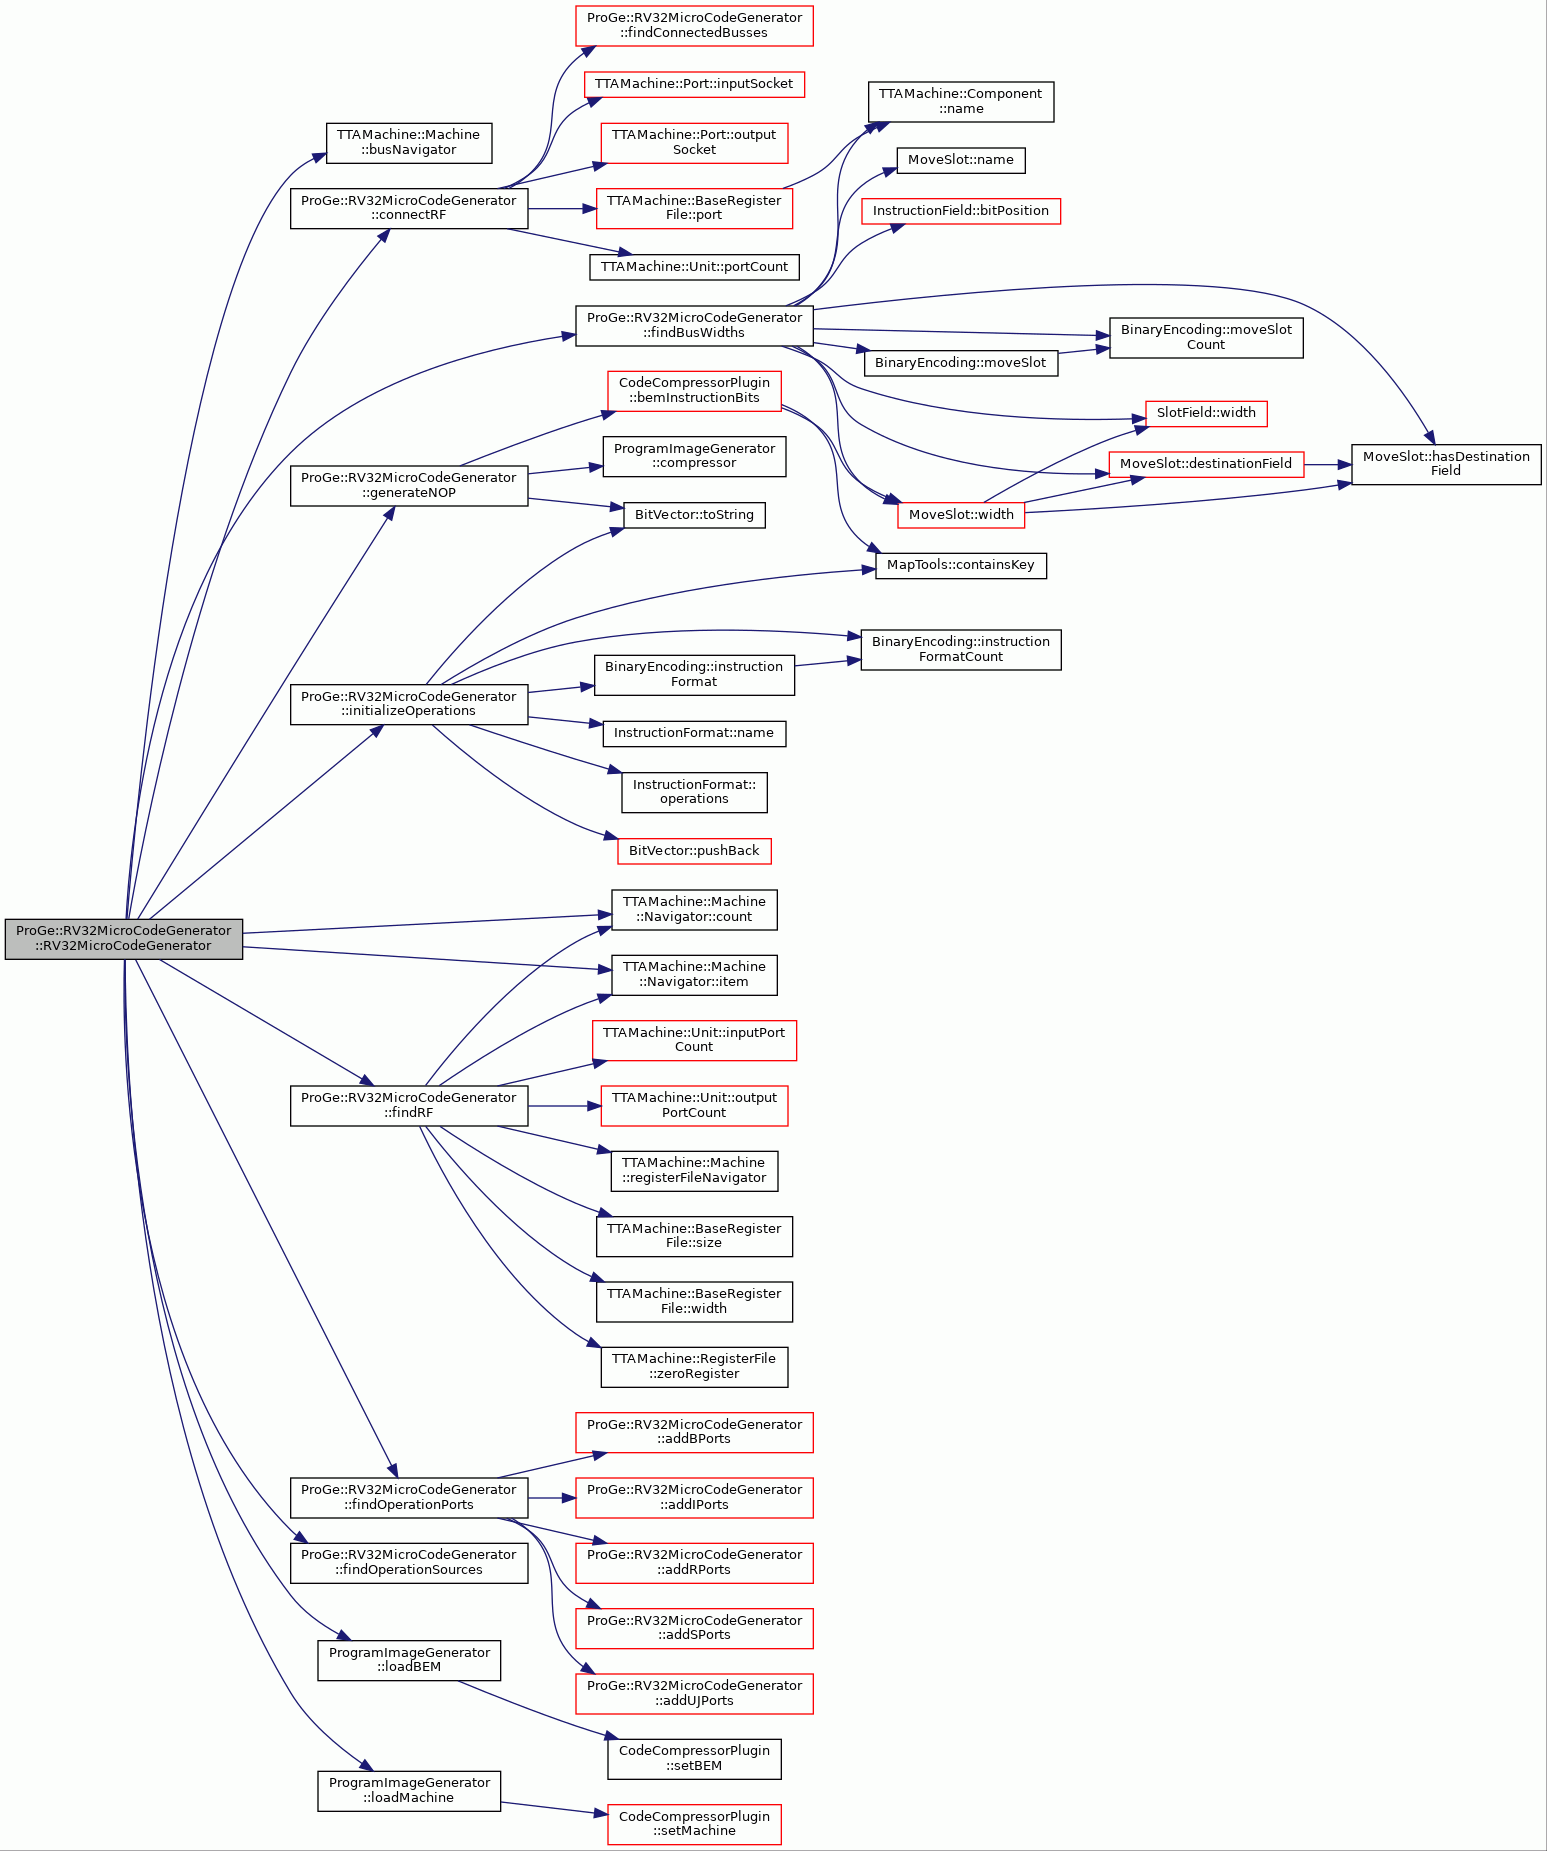 ProGe::RV32MicroCodeGenerator
::RV32MicroCodeGenerator
TTAMachine::Machine
::busNavigator
ProGe::RV32MicroCodeGenerator
::connectRF
ProGe::RV32MicroCodeGenerator
::findConnectedBusses
TTAMachine::Port::inputSocket
TTAMachine::Port::output
Socket
TTAMachine::BaseRegister
File::port
TTAMachine::Unit::portCount
TTAMachine::Component
::name
MoveSlot::name
InstructionField::bitPosition
ProGe::RV32MicroCodeGenerator
::findBusWidths
BinaryEncoding::moveSlot
Count
BinaryEncoding::moveSlot
SlotField::width
MoveSlot::destinationField
MoveSlot::hasDestination
Field
MoveSlot::width
CodeCompressorPlugin
::bemInstructionBits
ProgramImageGenerator
::compressor
ProGe::RV32MicroCodeGenerator
::generateNOP
BitVector::toString
MapTools::containsKey
BinaryEncoding::instruction
FormatCount
BinaryEncoding::instruction
Format
ProGe::RV32MicroCodeGenerator
::initializeOperations
InstructionFormat::name
InstructionFormat::
operations
BitVector::pushBack
TTAMachine::Machine
::Navigator::count
TTAMachine::Machine
::Navigator::item
TTAMachine::Unit::inputPort
Count
ProGe::RV32MicroCodeGenerator
::findRF
TTAMachine::Unit::output
PortCount
TTAMachine::Machine
::registerFileNavigator
TTAMachine::BaseRegister
File::size
TTAMachine::BaseRegister
File::width
TTAMachine::RegisterFile
::zeroRegister
ProGe::RV32MicroCodeGenerator
::addBPorts
ProGe::RV32MicroCodeGenerator
::findOperationPorts
ProGe::RV32MicroCodeGenerator
::addIPorts
ProGe::RV32MicroCodeGenerator
::addRPorts
ProGe::RV32MicroCodeGenerator
::findOperationSources
ProGe::RV32MicroCodeGenerator
::addSPorts
ProGe::RV32MicroCodeGenerator
::addUJPorts
ProgramImageGenerator
::loadBEM
CodeCompressorPlugin
::setBEM
ProgramImageGenerator
::loadMachine
CodeCompressorPlugin
::setMachine